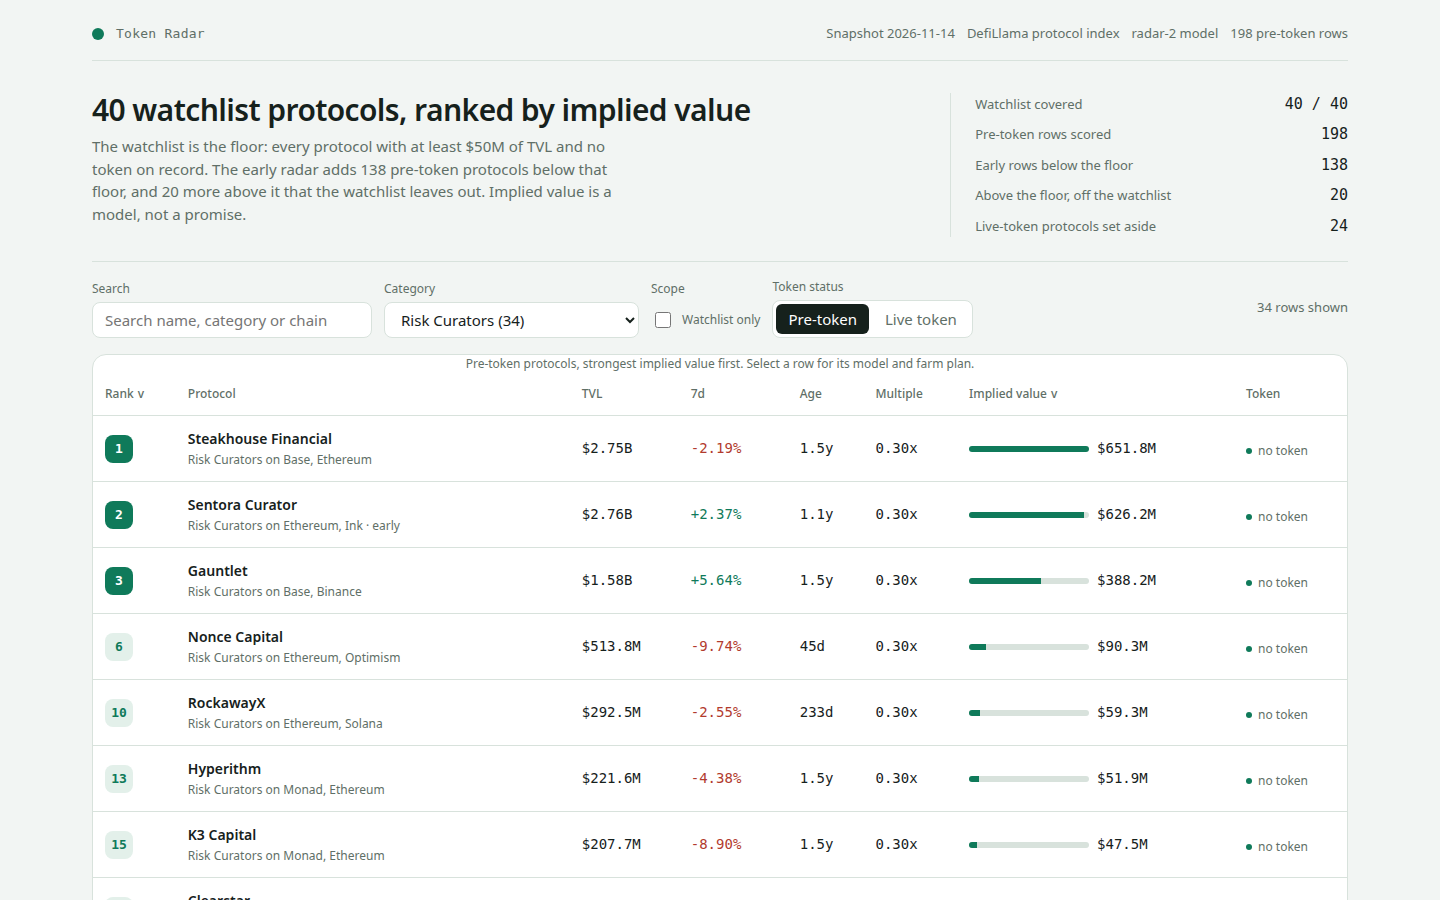 Token Radar
Snapshot 2026-11-14 DefiLlama protocol index radar-2 model 198 pre-token rows
40 watchlist protocols, ranked by implied value
The watchlist is the floor: every protocol with at least $50M of TVL and no
token on record. The early radar adds 138 pre-token protocols below that
floor, and 20 more above it that the watchlist leaves out. Implied value is a
model, not a promise.
Watchlist covered 40 / 40
Pre-token rows scored 198
Early rows below the floor 138
Above the floor, off the watchlist 20
Live-token protocols set aside 24
Search
Search name, category or chain
Category
Risk Curators (34)
Scope
Watchlist only
Token status
Pre-token Live token
34 rows shown
Pre-token protocols, strongest implied value first. Select a row for its model and farm plan.
Rank v Protocol TVL 7d Age Multiple Implied value v Token
1 Steakhouse Financial $2.75B -2.19% 1.5y 0.30x $651.8M no token
Risk Curators on Base, Ethereum
2 Sentora Curator $2.76B +2.37% 1.1y 0.30x $626.2M no token
Risk Curators on Ethereum, Ink · early
3 Gauntlet $1.58B +5.64% 1.5y 0.30x $388.2M no token
Risk Curators on Base, Binance
6 Nonce Capital $513.8M -9.74% 45d 0.30x $90.3M no token
Risk Curators on Ethereum, Optimism
10 RockawayX $292.5M -2.55% 233d 0.30x $59.3M no token
Risk Curators on Ethereum, Solana
13 Hyperithm $221.6M -4.38% 1.5y 0.30x $51.9M no token
Risk Curators on Monad, Ethereum
15 K3 Capital $207.7M -8.90% 1.5y 0.30x $47.5M no token
Risk Curators on Monad, Ethereum